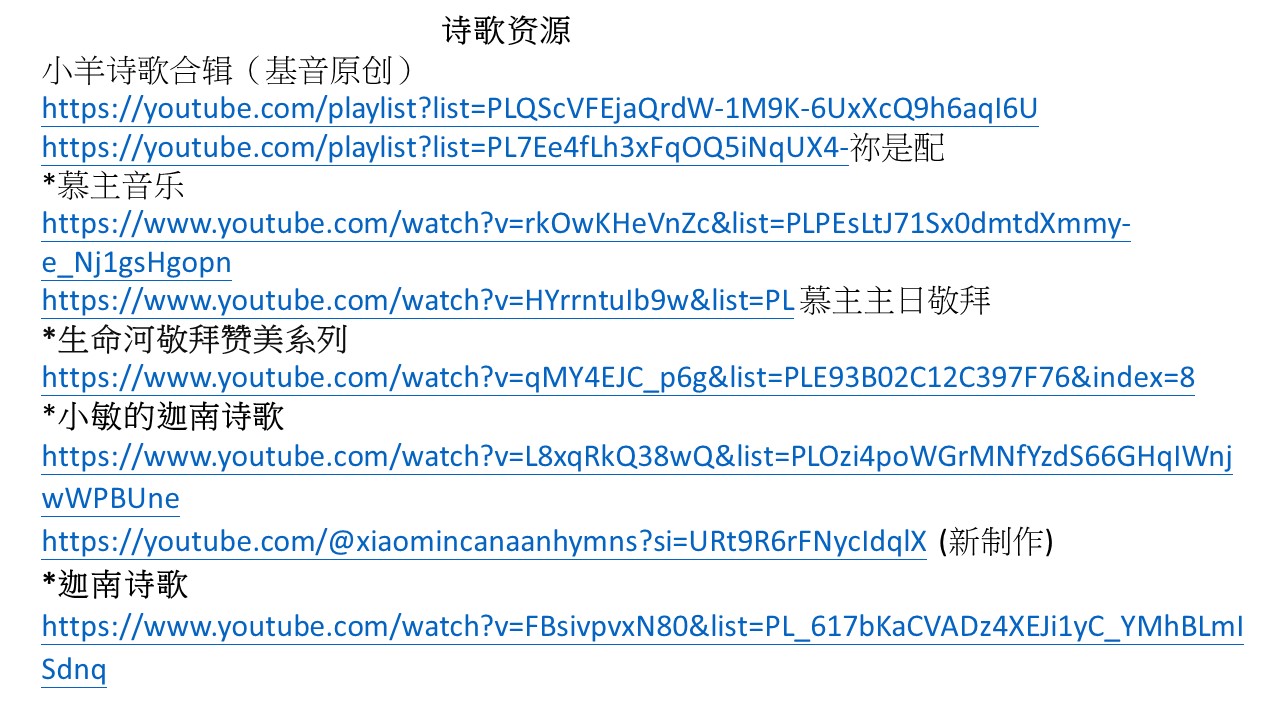 诗歌资源
小羊诗歌合辑（基音原创）
https://youtube.com/playlist?list=PLQScVFEjaQrdW-1M9K-6UxXcQ9h6aqI6U
https://youtube.com/playlist?list=PL7Ee4fLh3xFqOQ5iNqUX4-祢是配
*慕主音乐
https://www.youtube.com/watch?v=rkOwKHeVnZc&list=PLPEsLtJ71Sx0dmtdXmmy-
e_Nj1gsHgopn
https://www.youtube.com/watch?v=HYrrntuIb9w&list=PL 慕主主日敬拜
*生命河敬拜赞美系列
https://www.youtube.com/watch?v=qMY4EJC_p6g&list=PLE93B02C12C397F76&index=8
*小敏的迦南诗歌
https://www.youtube.com/watch?v=L8xqRkQ38wQ&list=PLOzi4poWGrMNfYzdS66GHqIWnj
wWPBUne
https://youtube.com/@xiaomincanaanhymns?si=URt9R6rFNycIdqlX (新制作)
*迦南诗歌
https://www.youtube.com/watch?v=FBsivpvxN80&list=PL_617bKaCVADz4XEJi1yC_YMhBLmI
Sdnq